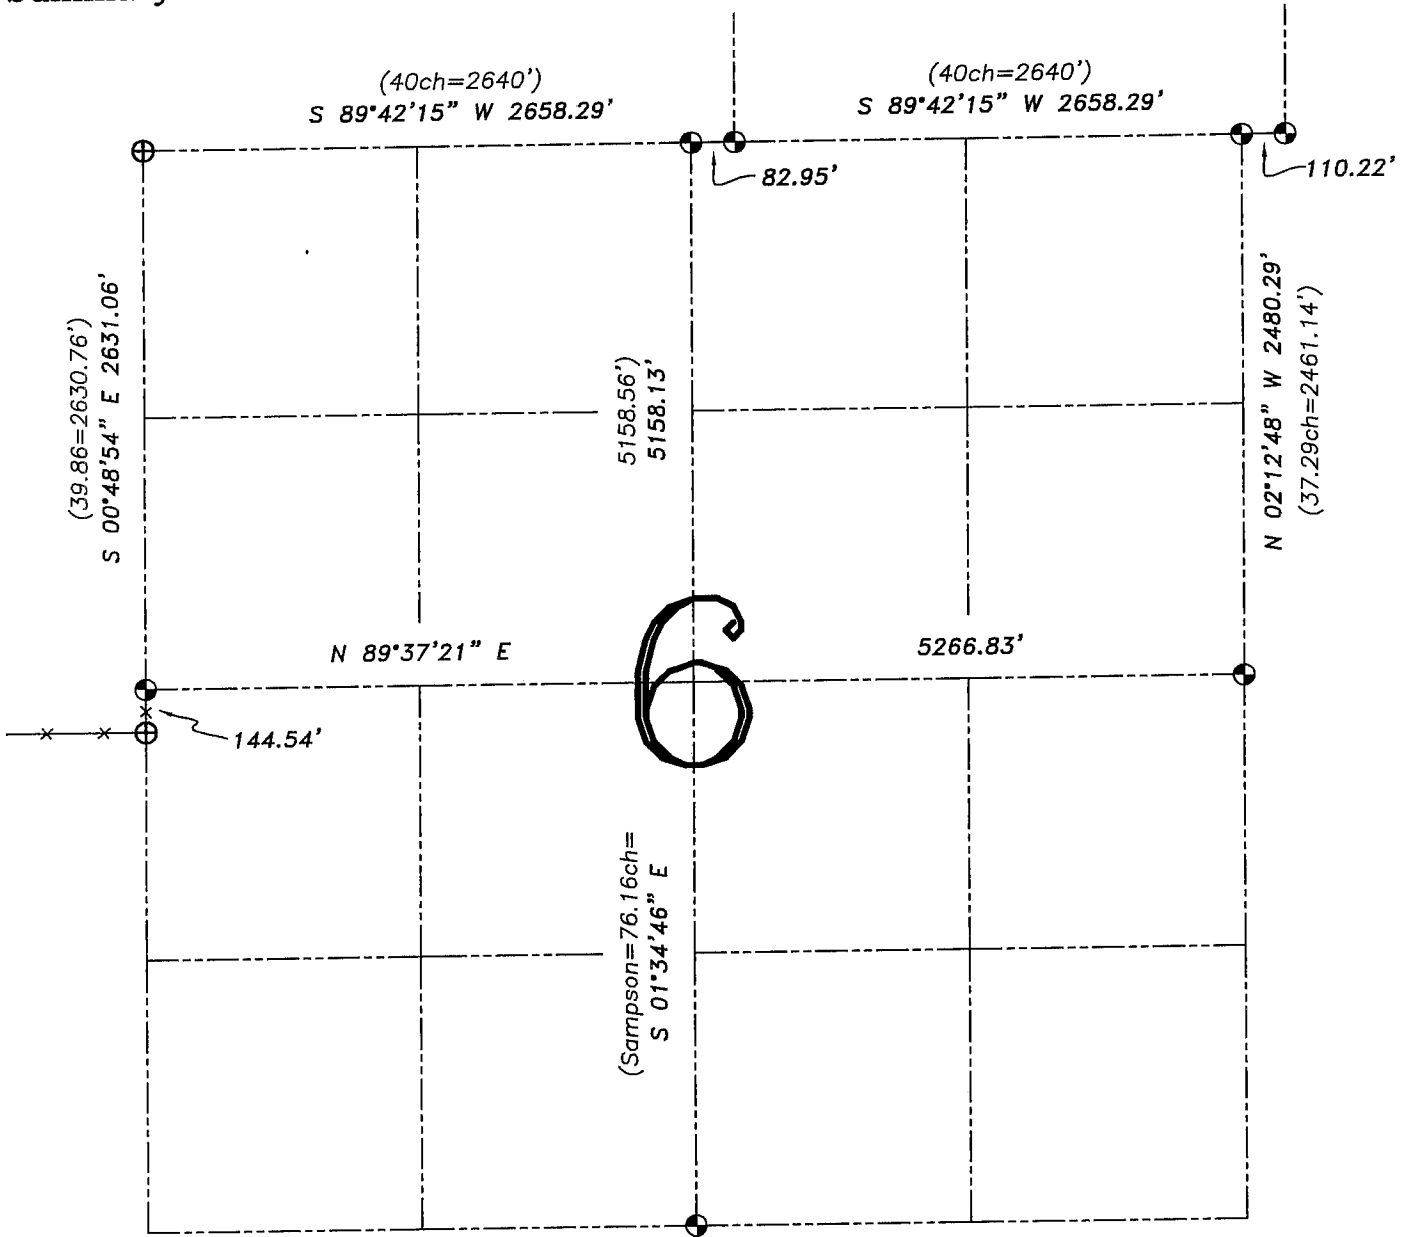 (40ch=2640')
S 89°42'15" W 2658.29'
(40ch=2640')
S 89°42'15" W 2658.29'
82.95'
110.22'
(39.86=2630.76')
S 00°48'54" E 2631.06'
5158.56')
5158.13'
N 02°12'48" W 2480.29'
(37.29ch=2461.14')
N 89°37'21" E
5266.83'
6
144.54'
(Sampson=76.16ch=
S 01°34'46" E